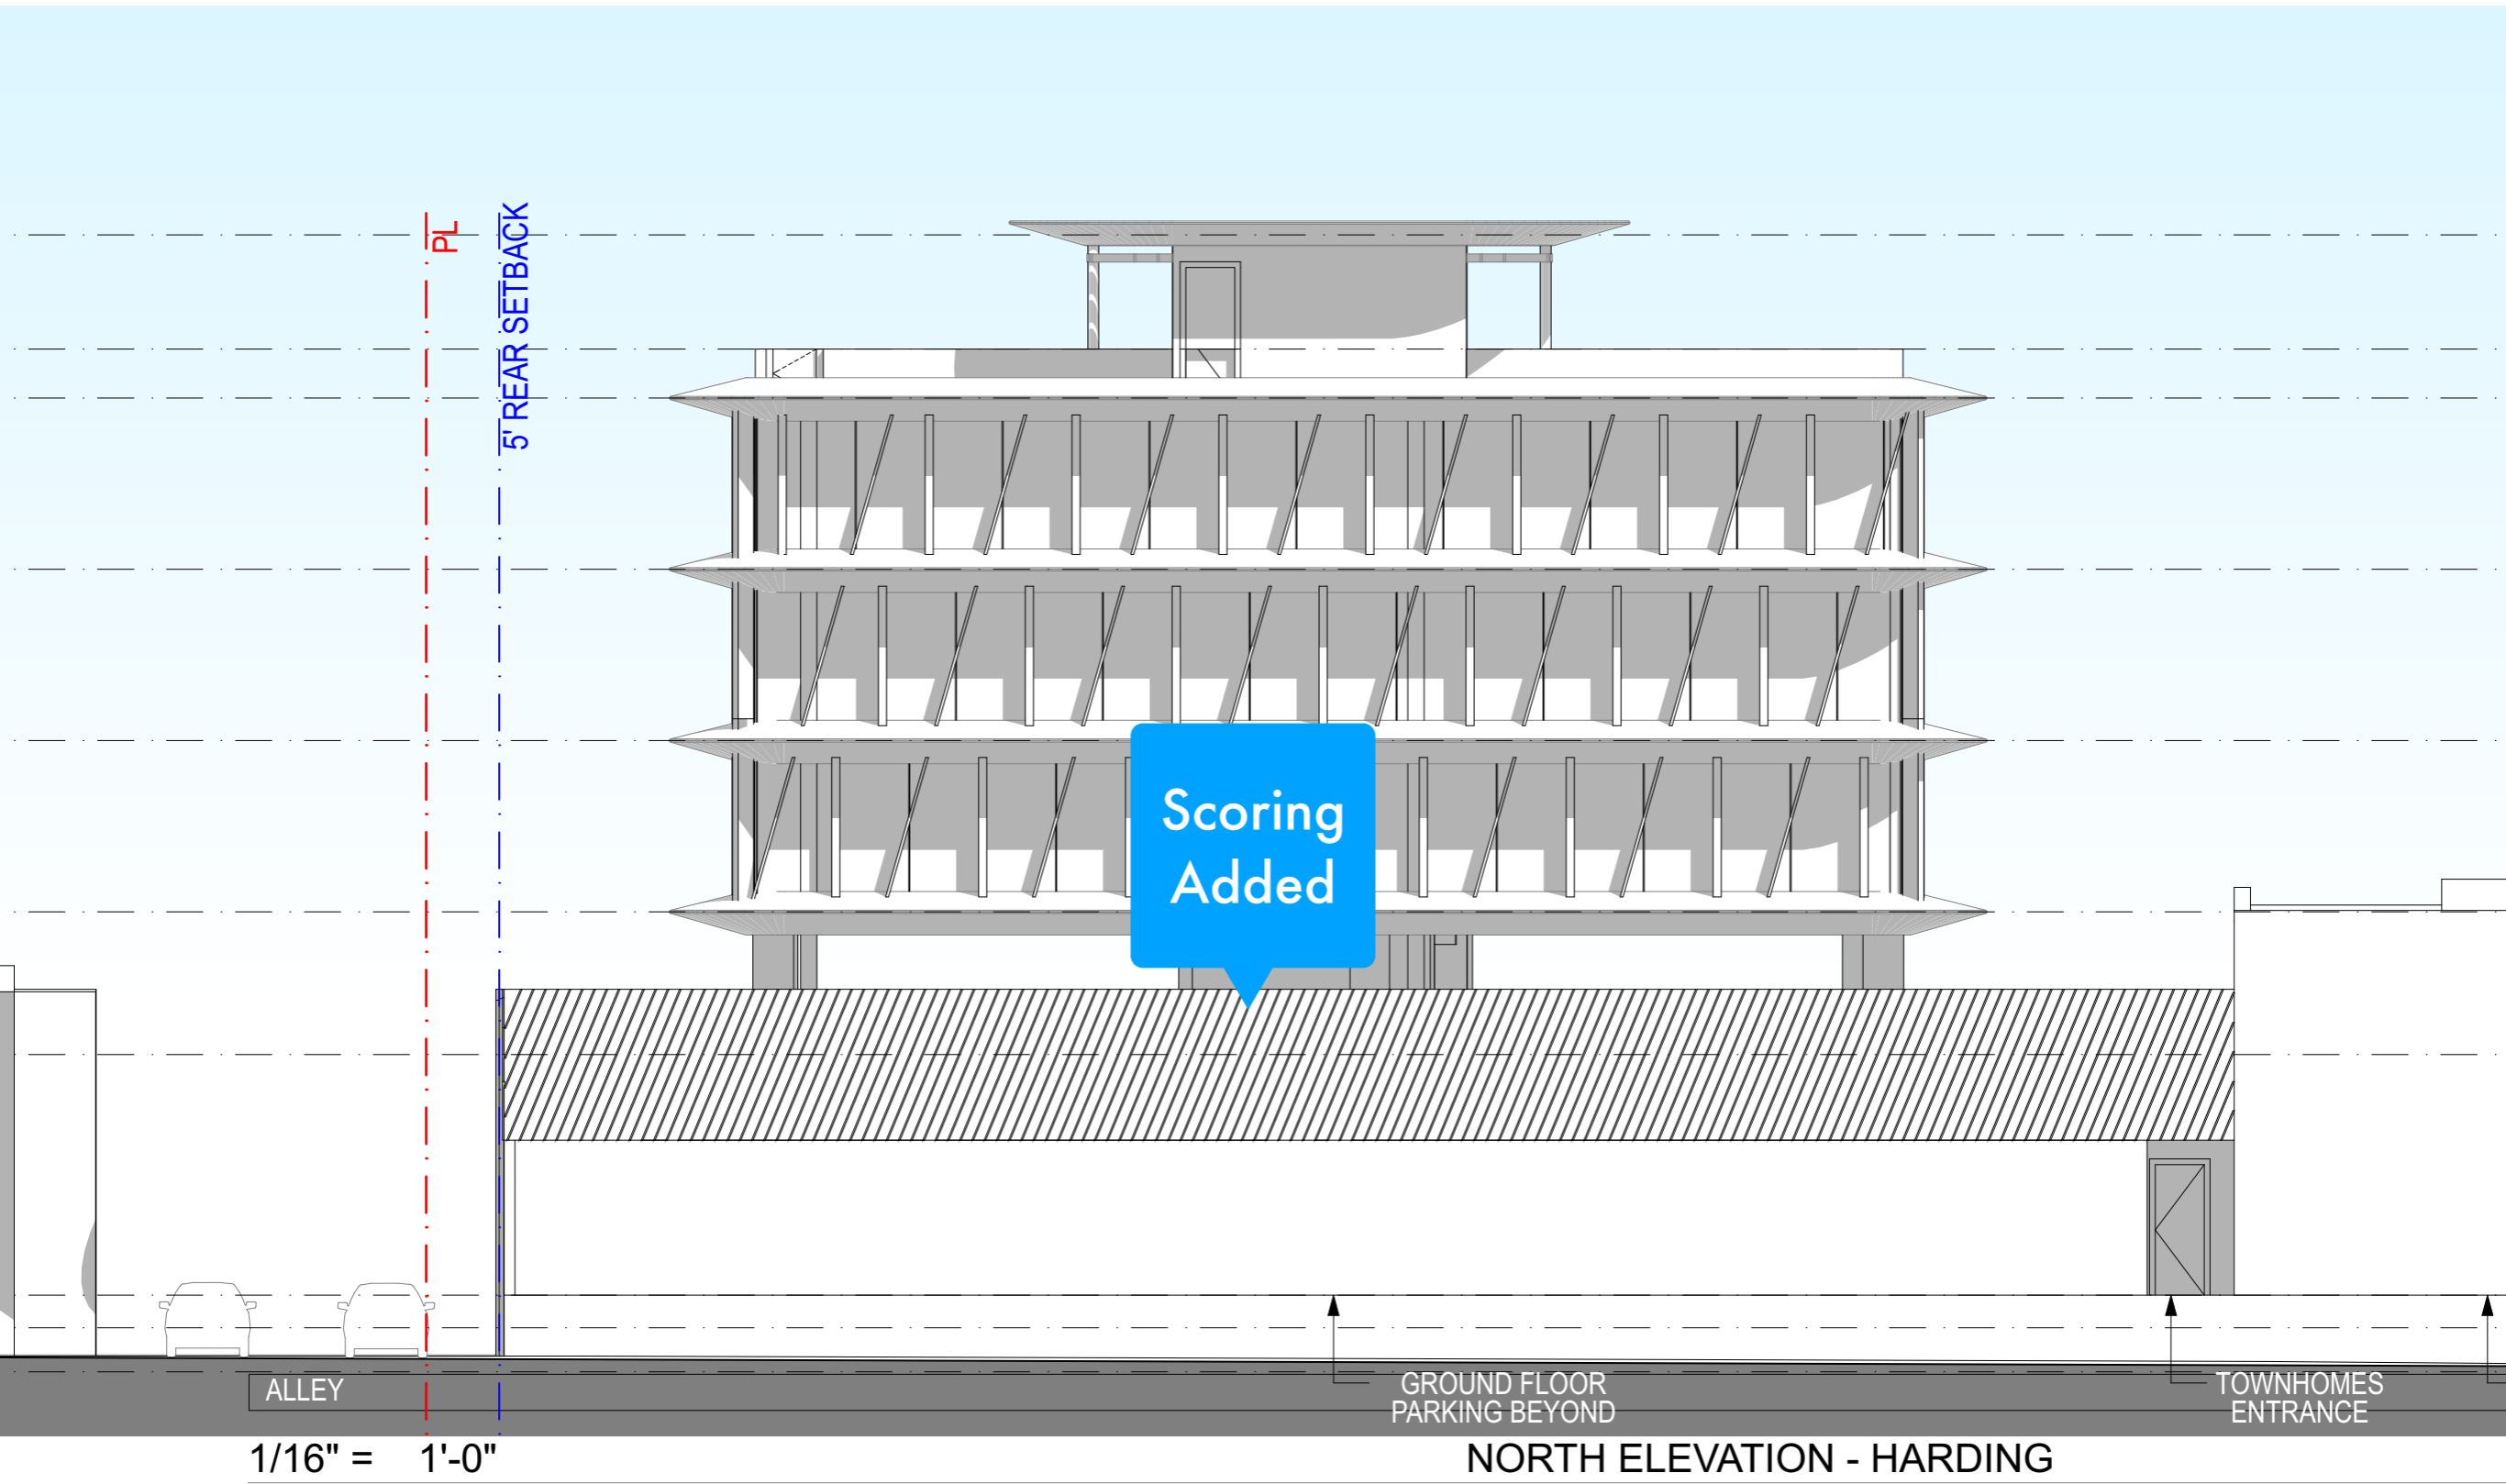 PL
5' REAR SETBACK
Scoring
Added
ALLEY
GROUND FLOOR
PARKING BEYOND
TOWNHOMES
ENTRANCE
1/16" = 1'-0"
NORTH ELEVATION - HARDING